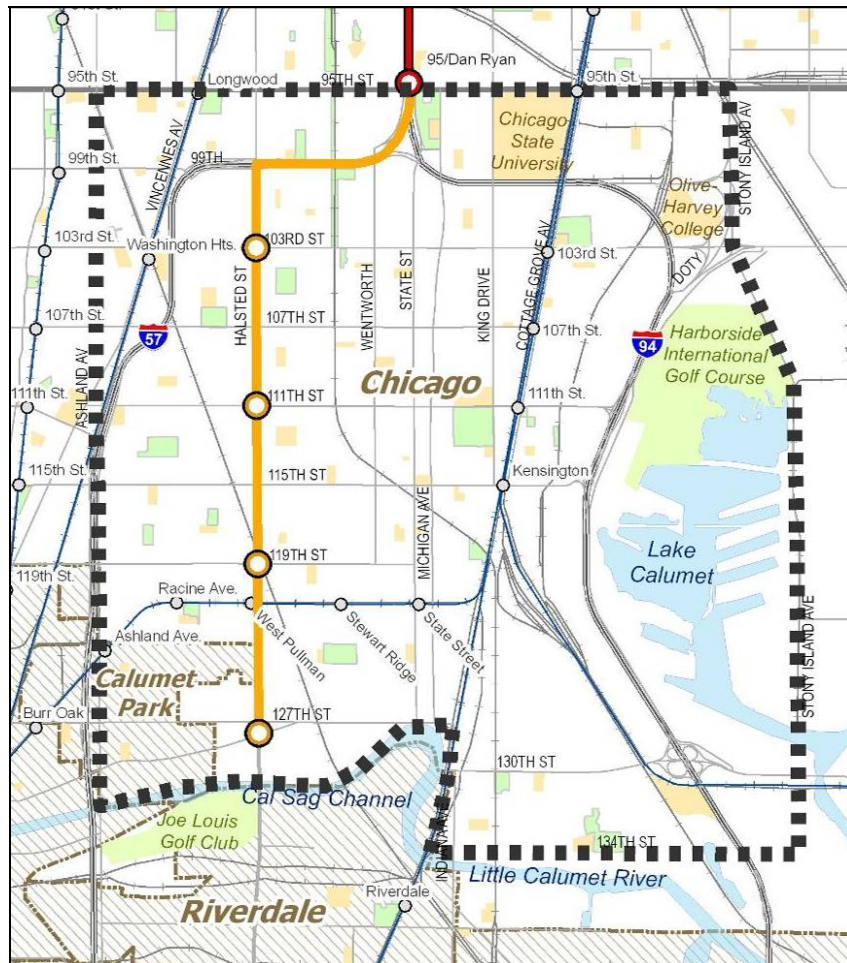 95/Dan Ryan
95th St.
Longwood
95TH ST
95th St.
Chicago
State
University
VINCENNES AV
99TH
99th St.
STONY ISLAND AV
Olive-
Harvey
College
103rd St.
Washington Hts.
103RD ST
HALSTED ST
WENTWORTH
STATE ST
KING DRIVE
COTTAGE GROVE AV
103rd St.
DOTY
107th St.
57
107TH ST
107th St.
94
Harborside
International
Golf Course
ASHLAND AV
Chicago
111th St.
111TH ST
111th St.
115th St.
115TH ST
Kensington
MICHIGAN AVE
119th St.
119TH ST
Lake
Calumet
Racine Ave.
West Pullman
Stewart Ridge
State Street
Ashland Ave.
STONY ISLAND AVE
Calumet
Park
Burr Oak
127TH ST
130TH ST
Cal Sag Channel
Joe Louis
Golf Club
INDIANA AVE
134TH ST
Little Calumet River
Riverdale
Riverdale